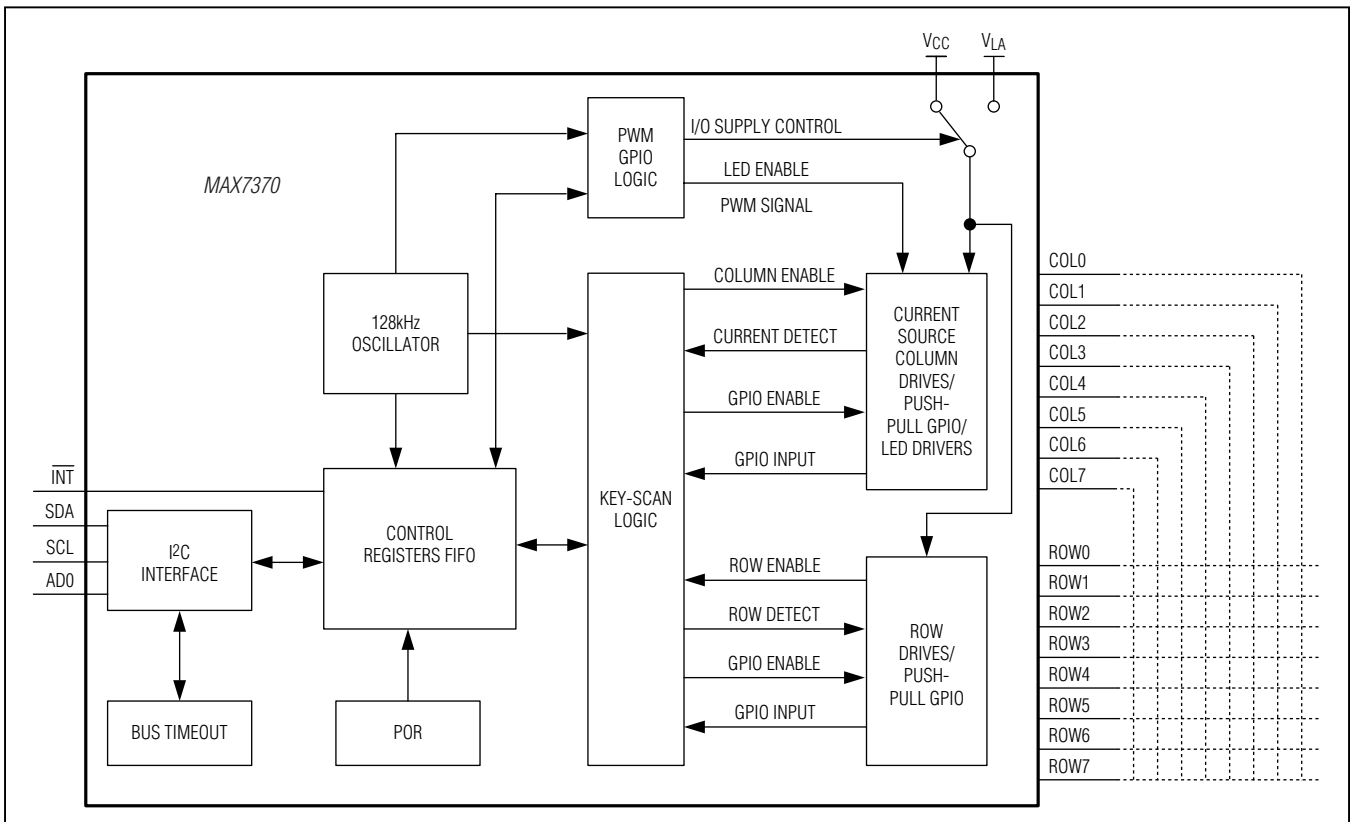 VCC
VLA
MAX7370
PWM
GPIO
LOGIC
I/O SUPPLY CONTROL
LED ENABLE
PWM SIGNAL
128kHz
OSCILLATOR
COLUMN ENABLE
CURRENT DETECT
GPIO ENABLE
GPIO INPUT
CURRENT
SOURCE
COLUMN
DRIVES/
PUSH-
PULL GPIO/
LED DRIVERS
COL0
COL1
COL2
COL3
COL4
COL5
COL6
COL7
INT
SDA
SCL
AD0
I2C
INTERFACE
CONTROL
REGISTERS FIFO
KEY-SCAN
LOGIC
ROW ENABLE
ROW DETECT
GPIO ENABLE
GPIO INPUT
ROW
DRIVES/
PUSH-
PULL GPIO
ROW0
ROW1
ROW2
ROW3
ROW4
ROW5
ROW6
ROW7
BUS TIMEOUT
POR